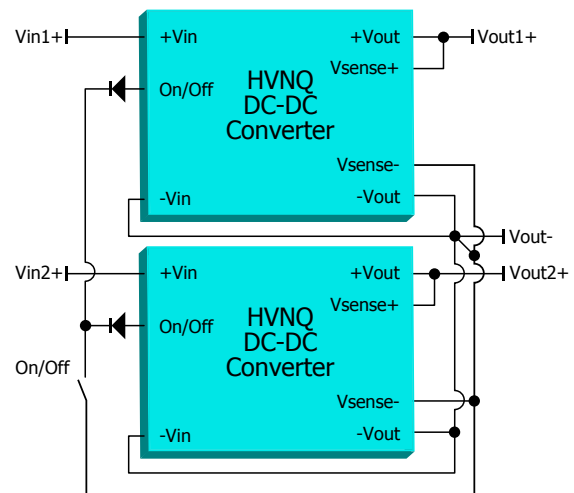 Vin1+
+Vin
+Vout
Vout1+
Vsense+
On/Off
HVNQ
DC-DC
Converter
Vsense-
-Vin
-Vout
Vout-
Vin2+
+Vin
+Vout
Vout2+
Vsense+
On/Off
HVNQ
DC-DC
Converter
On/Off
Vsense-
-Vin
-Vout